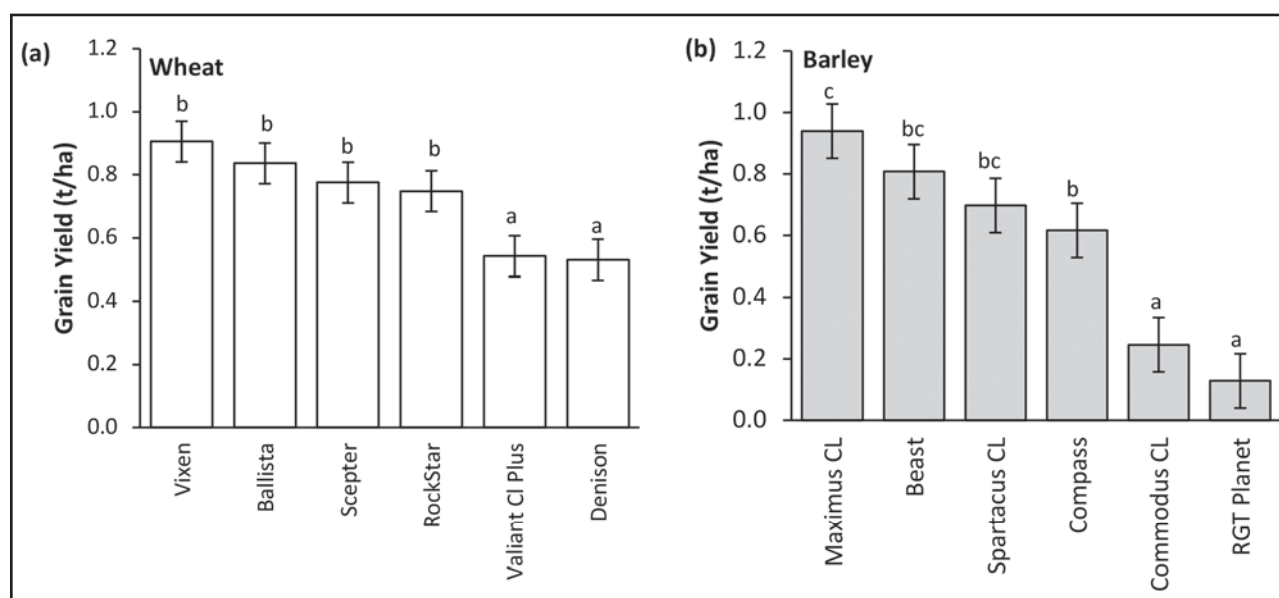 (a)
Wheat
Grain Yield (t/ha)
1.2
1.0
0.8
0.6
0.4
0.2
0.0
b
b
b
b
a
a
Vixen
Ballista
Scepter
RockStar
Valiant Cl Plus
Denison
(b)
Barley
Grain Yield (t/ha)
1.2
1.0
0.8
0.6
0.4
0.2
0.0
c
bc
bc
b
a
a
Maximus CL
Beast
Spartacus CL
Compass
Commodus CL
RGT Planet